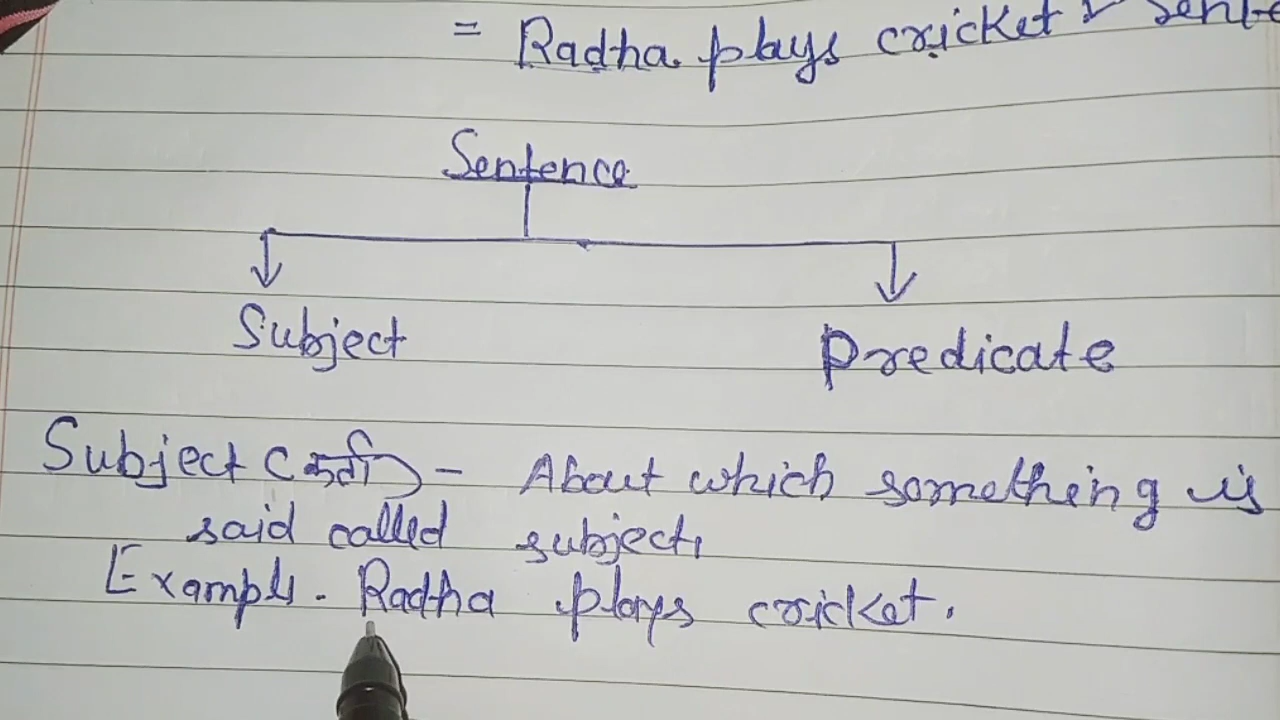 = Radha plays cricket
Sentence
Subject Predicate
Subject (कर्ता) - About which something is
said called subject.
Example. Radha plays cricket.